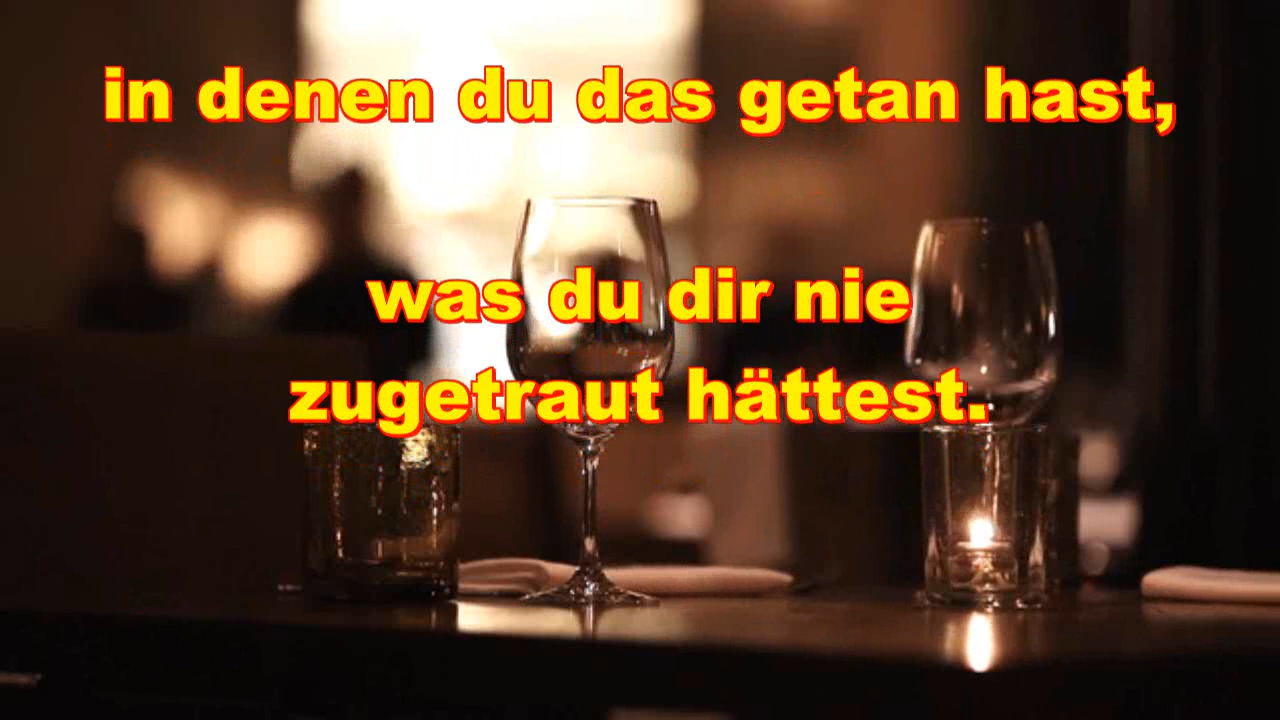 in denen du das getan hast,
was du dir nie
zugetraut hättest.